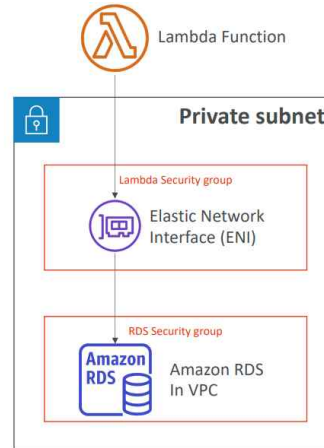 Lambda Function
Private subnet
Lambda Security group
Elastic Network
Interface (ENI)
RDS Security group
Amazon
RDS
Amazon RDS
In VPC